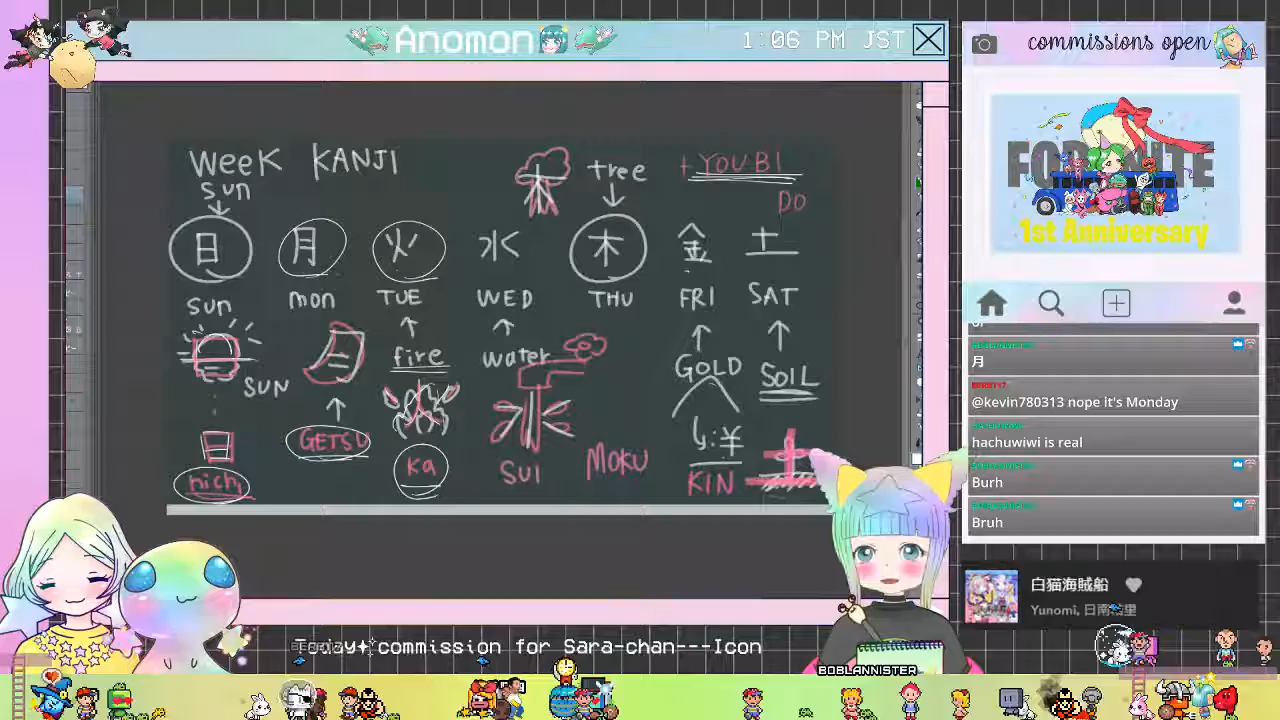 Anomon
1:06 PM JST
commissions open
WEEK KANJI
sun
tree
+ YOUBI
DO
日 月 火 水 木 金 土
sun mon TUE WED THU FRI SAT
fire water GOLD SOIL
SUN
日
nichi
GETSU
Ka
SUI
MOKU
KIN
FORTNITE
1st Anniversary
月
@kevin780313 nope it's Monday
hachuwiwi is real
Burh
Bruh
白猫海賊船
commission for Sara-chan---Icon
BOBLANNISTER